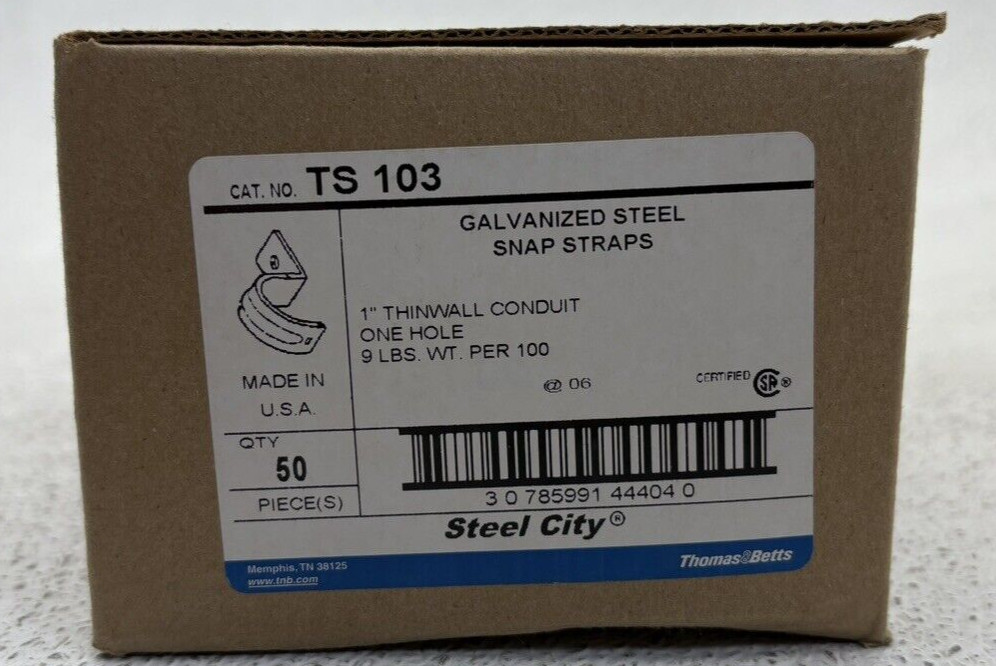 CAT. NO. TS 103
GALVANIZED STEEL
SNAP STRAPS
1" THINWALL CONDUIT
ONE HOLE
9 LBS. WT. PER 100
@ 06
CERTIFIED SA ®
MADE IN
U.S.A.
QTY
50
PIECE(S)
3 0 785991 44404 0
Steel City®
Memphis, TN 38125
www.tnb.com
Thomas&Betts